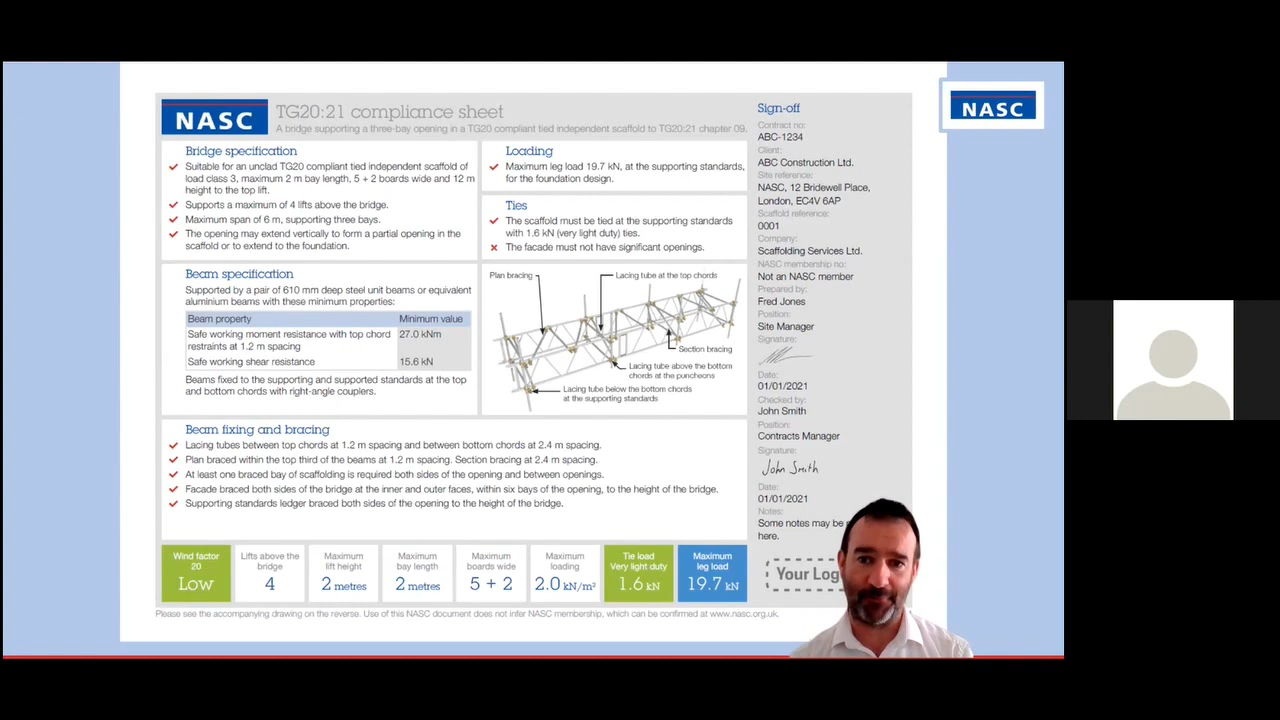 NASC
TG20:21 compliance sheet
A bridge supporting a three-bay opening in a TG20 compliant tied independent scaffold to TG20:21 chapter 09.
Bridge specification
Suitable for an unclad TG20 compliant tied independent scaffold of
load class 3, maximum 2 m bay length, 5 + 2 boards wide and 12 m
height to the top lift.
Supports a maximum of 4 lifts above the bridge.
Maximum span of 6 m, supporting three bays.
The opening may extend vertically to form a partial opening in the
scaffold or to extend to the foundation.
Loading
Maximum leg load 19.7 kN, at the supporting standards,
for the foundation design.
Ties
The scaffold must be tied at the supporting standards
with 1.6 kN (very light duty) ties.
The facade must not have significant openings.
Beam specification
Supported by a pair of 610 mm deep steel unit beams or equivalent
aluminium beams with these minimum properties:
Beam property Minimum value
Safe working moment resistance with top chord
restraints at 1.2 m spacing 27.0 kNm
Safe working shear resistance 15.6 kN
Beams fixed to the supporting and supported standards at the top
and bottom chords with right-angle couplers.
Plan bracing
Lacing tube at the top chords
Section bracing
Lacing tube above the bottom
chords at the puncheons
Lacing tube below the bottom chords
at the supporting standards
Beam fixing and bracing
Lacing tubes between top chords at 1.2 m spacing and between bottom chords at 2.4 m spacing.
Plan braced within the top third of the beams at 1.2 m spacing. Section bracing at 2.4 m spacing.
At least one braced bay of scaffolding is required both sides of the opening and between openings.
Facade braced both sides of the bridge at the inner and outer faces, within six bays of the opening, to the height of the bridge.
Supporting standards ledger braced both sides of the opening to the height of the bridge.
Wind factor
20
Low
Lifts above the
bridge
4
Maximum
lift height
2 metres
Maximum
bay length
2 metres
Maximum
boards wide
5 + 2
Maximum
loading
2.0 kN/m²
Tie load
Very light duty
1.6 kN
Maximum
leg load
19.7 kN
Please see the accompanying drawing on the reverse. Use of this NASC document does not infer NASC membership, which can be confirmed at www.nasc.org.uk.
Sign-off
Contract no:
ABC-1234
Client:
ABC Construction Ltd.
Site reference:
NASC, 12 Bridewell Place,
London, EC4V 6AP
Scaffold reference:
0001
Company:
Scaffolding Services Ltd.
NASC membership no:
Not an NASC member
Prepared by:
Fred Jones
Position:
Site Manager
Signature:
Date:
01/01/2021
Checked by:
John Smith
Position:
Contracts Manager
Signature:
John Smith
Date:
01/01/2021
Notes:
Some notes may be
here.
Your
NASC